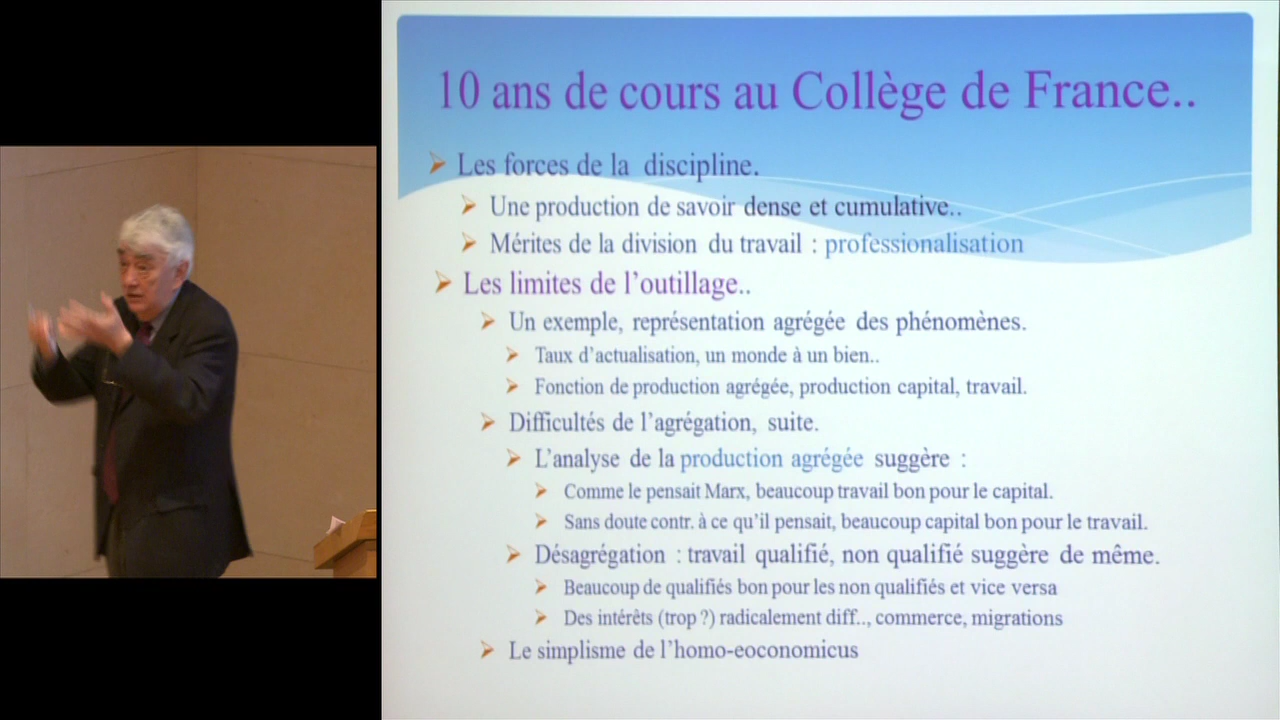 10 ans de cours au Collège de France..
Les forces de la discipline.
Une production de savoir dense et cumulative..
Mérites de la division du travail : professionalisation
Les limites de l'outillage..
Un exemple, représentation agrégée des phénomènes.
Taux d'actualisation, un monde à un bien..
Fonction de production agrégée, production capital, travail.
Difficultés de l'agrégation, suite.
L'analyse de la production agrégée suggère :
Comme le pensait Marx, beaucoup travail bon pour le capital.
Sans doute contr. à ce qu'il pensait, beaucoup capital bon pour le travail.
Désagrégation : travail qualifié, non qualifié suggère de même.
Beaucoup de qualifiés bon pour les non qualifiés et vice versa
Des intérêts (trop ?) radicalement diff.., commerce, migrations
Le simplisme de l'homo-eoconomicus